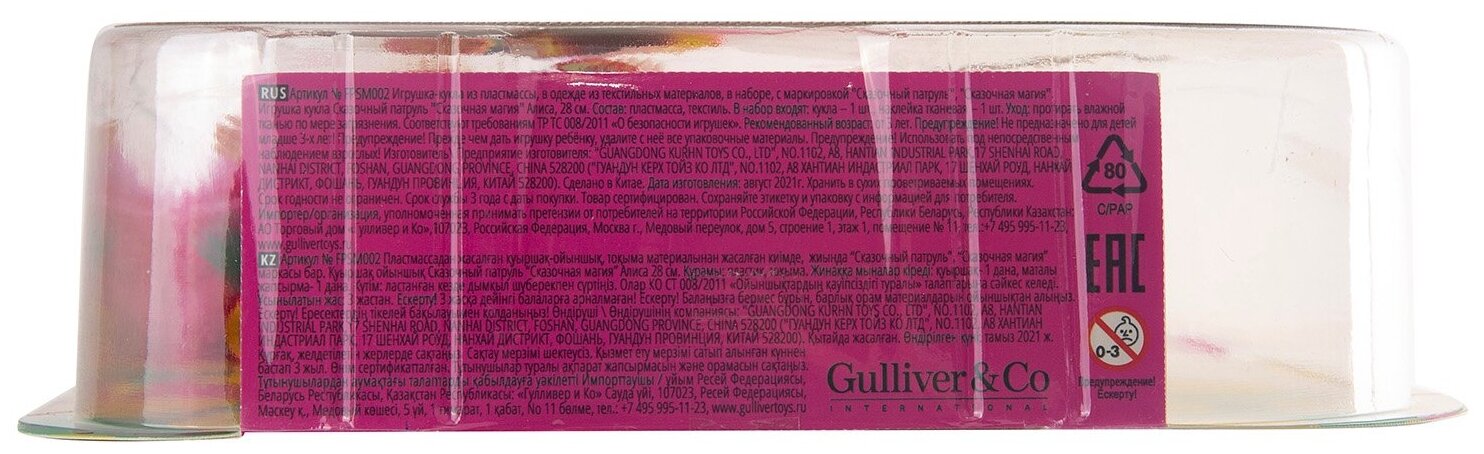 RUS Артикул № FPSM002 Игрушка-кукла из пластмассы, в одежде из текстильных материалов, в наборе, с маркировкой "Сказочный патруль", "Сказочная магия".
Игрушка кукла Сказочный патруль "Сказочная магия" Алиса, 28 см. Состав: пластмасса, текстиль. В набор входят: кукла – 1 шт., наклейка тканевая – 1 шт. Уход: протирать влажной
тканью по мере загрязнения. Соответствует требованиям ТР ТС 008/2011 «О безопасности игрушек». Рекомендованный возраст: 3 лет. Предупреждение! Не предназначено для детей
младше 3-х лет! Предупреждение! Прежде чем дать игрушку ребёнку, удалите с неё все упаковочные материалы. Предупреждение! Использовать под непосредственным
наблюдением взрослых! Изготовитель: Предприятие изготовителя: "GUANGDONG KURHN TOYS CO., LTD", NO.1102, A8, HANTIAN INDUSTRIAL PARK, 17 SHENHAI ROAD,
NANHAI DISTRICT, FOSHAN, GUANGDONG PROVINCE, CHINA 528200 ("ГУАНДУН КЕРХ ТОЙЗ КО ЛТД", NO.1102, A8 ХАНТИАН ИНДАСТРИАЛ ПАРК, 17 ШЕНХАЙ РОУД, НАНХАЙ
ДИСТРИКТ, ФОШАНЬ, ГУАНДУН ПРОВИНЦИЯ, КИТАЙ 528200). Сделано в Китае. Дата изготовления: август 2021г. Хранить в сухих проветриваемых помещениях.
Срок годности не ограничен. Срок службы 3 года с даты покупки. Товар сертифицирован. Сохраняйте этикетку и упаковку с информацией для потребителя.
Импортер/организация, уполномоченная принимать претензии от потребителей на территории Российской Федерации, Республики Беларусь, Республики Казахстан:
АО Торговый дом «Гулливер и Ко», 107023, Российская Федерация, Москва г., Медовый переулок, дом 5, строение 1, этаж 1, помещение № 11, тел.:+7 495 995-11-23,
www.gullivertoys.ru
KZ Артикул № FPSM002 Пластмассадан жасалған қуыршақ-ойыншық, тоқыма материалынан жасалған киімде, жиында "Сказочный патруль", "Сказочная магия"
маркасы бар. Қуыршақ ойыншық Сказочный патруль "Сказочная магия" Алиса 28 см. Құрамы: пластик, тоқыма. Жинаққа мыналар кіреді: қуыршақ- 1 дана, маталы
жапсырма- 1 дана. Күтім: ластанған кезде дымқыл шүберекпен сүртіңіз. Олар КО СТ 008/2011 «Ойыншықтардың қауіпсіздігі туралы» талаптарына сәйкес келеді.
Ұсынылатын жас: 3 жастан. Ескерту! 3 жасқа дейінгі балаларға арналмаған! Ескерту! Балаңызға бермес бұрын, барлық орам материалдарын ойыншықтан алыңыз.
Ескерту! Ересектердің тікелей бақылауымен қолданыңыз! Өндіруші \ Өндірушінің компаниясы: "GUANGDONG KURHN TOYS CO., LTD", NO.1102, A8, HANTIAN
INDUSTRIAL PARK, 17 SHENHAI ROAD, NANHAI DISTRICT, FOSHAN, GUANGDONG PROVINCE, CHINA 528200 ("ГУАНДУН КЕРХ ТОЙЗ КО ЛТД", NO.1102, A8, ХАНТИАН
ИНДАСТРИАЛ ПАРК, 17 ШЕНХАЙ РОУД, НАНХАЙ ДИСТРИКТ, ФОШАНЬ, ГУАНДУН ПРОВИНЦИЯ, КИТАЙ 528200). Қытайда жасалған. Өндірілген күні: тамыз 2021 ж.
Құрғақ, желдетілетін жерлерде сақтаңыз. Сақтау мерзімі шектеусіз. Қызмет ету мерзімі сатып алынған күннен
бастап 3 жыл. Өнім сертификатталған. Тұтынушылар туралы ақпарат жапсырмасын және орамасын сақтаңыз.
Тұтынушылардан аумақтағы талаптарды қабылдауға уәкілетті Импорттаушы / ұйым Ресей Федерациясы,
Беларусь Республикасы, Қазақстан Республикасы: «Гулливер и Ко» Сауда үйі, 107023, Ресей Федерациясы,
Мәскеу қ., Медовый көшесі, 5 үй, 1 ғимарат, 1 қабат, No 11 бөлме, тел.: +7 495 995-11-23, www.gullivertoys.ru
Gulliver & Co
INTERNATIONAL
80
C/PAP
EAC
0-3
Предупреждение!
Ескерту!